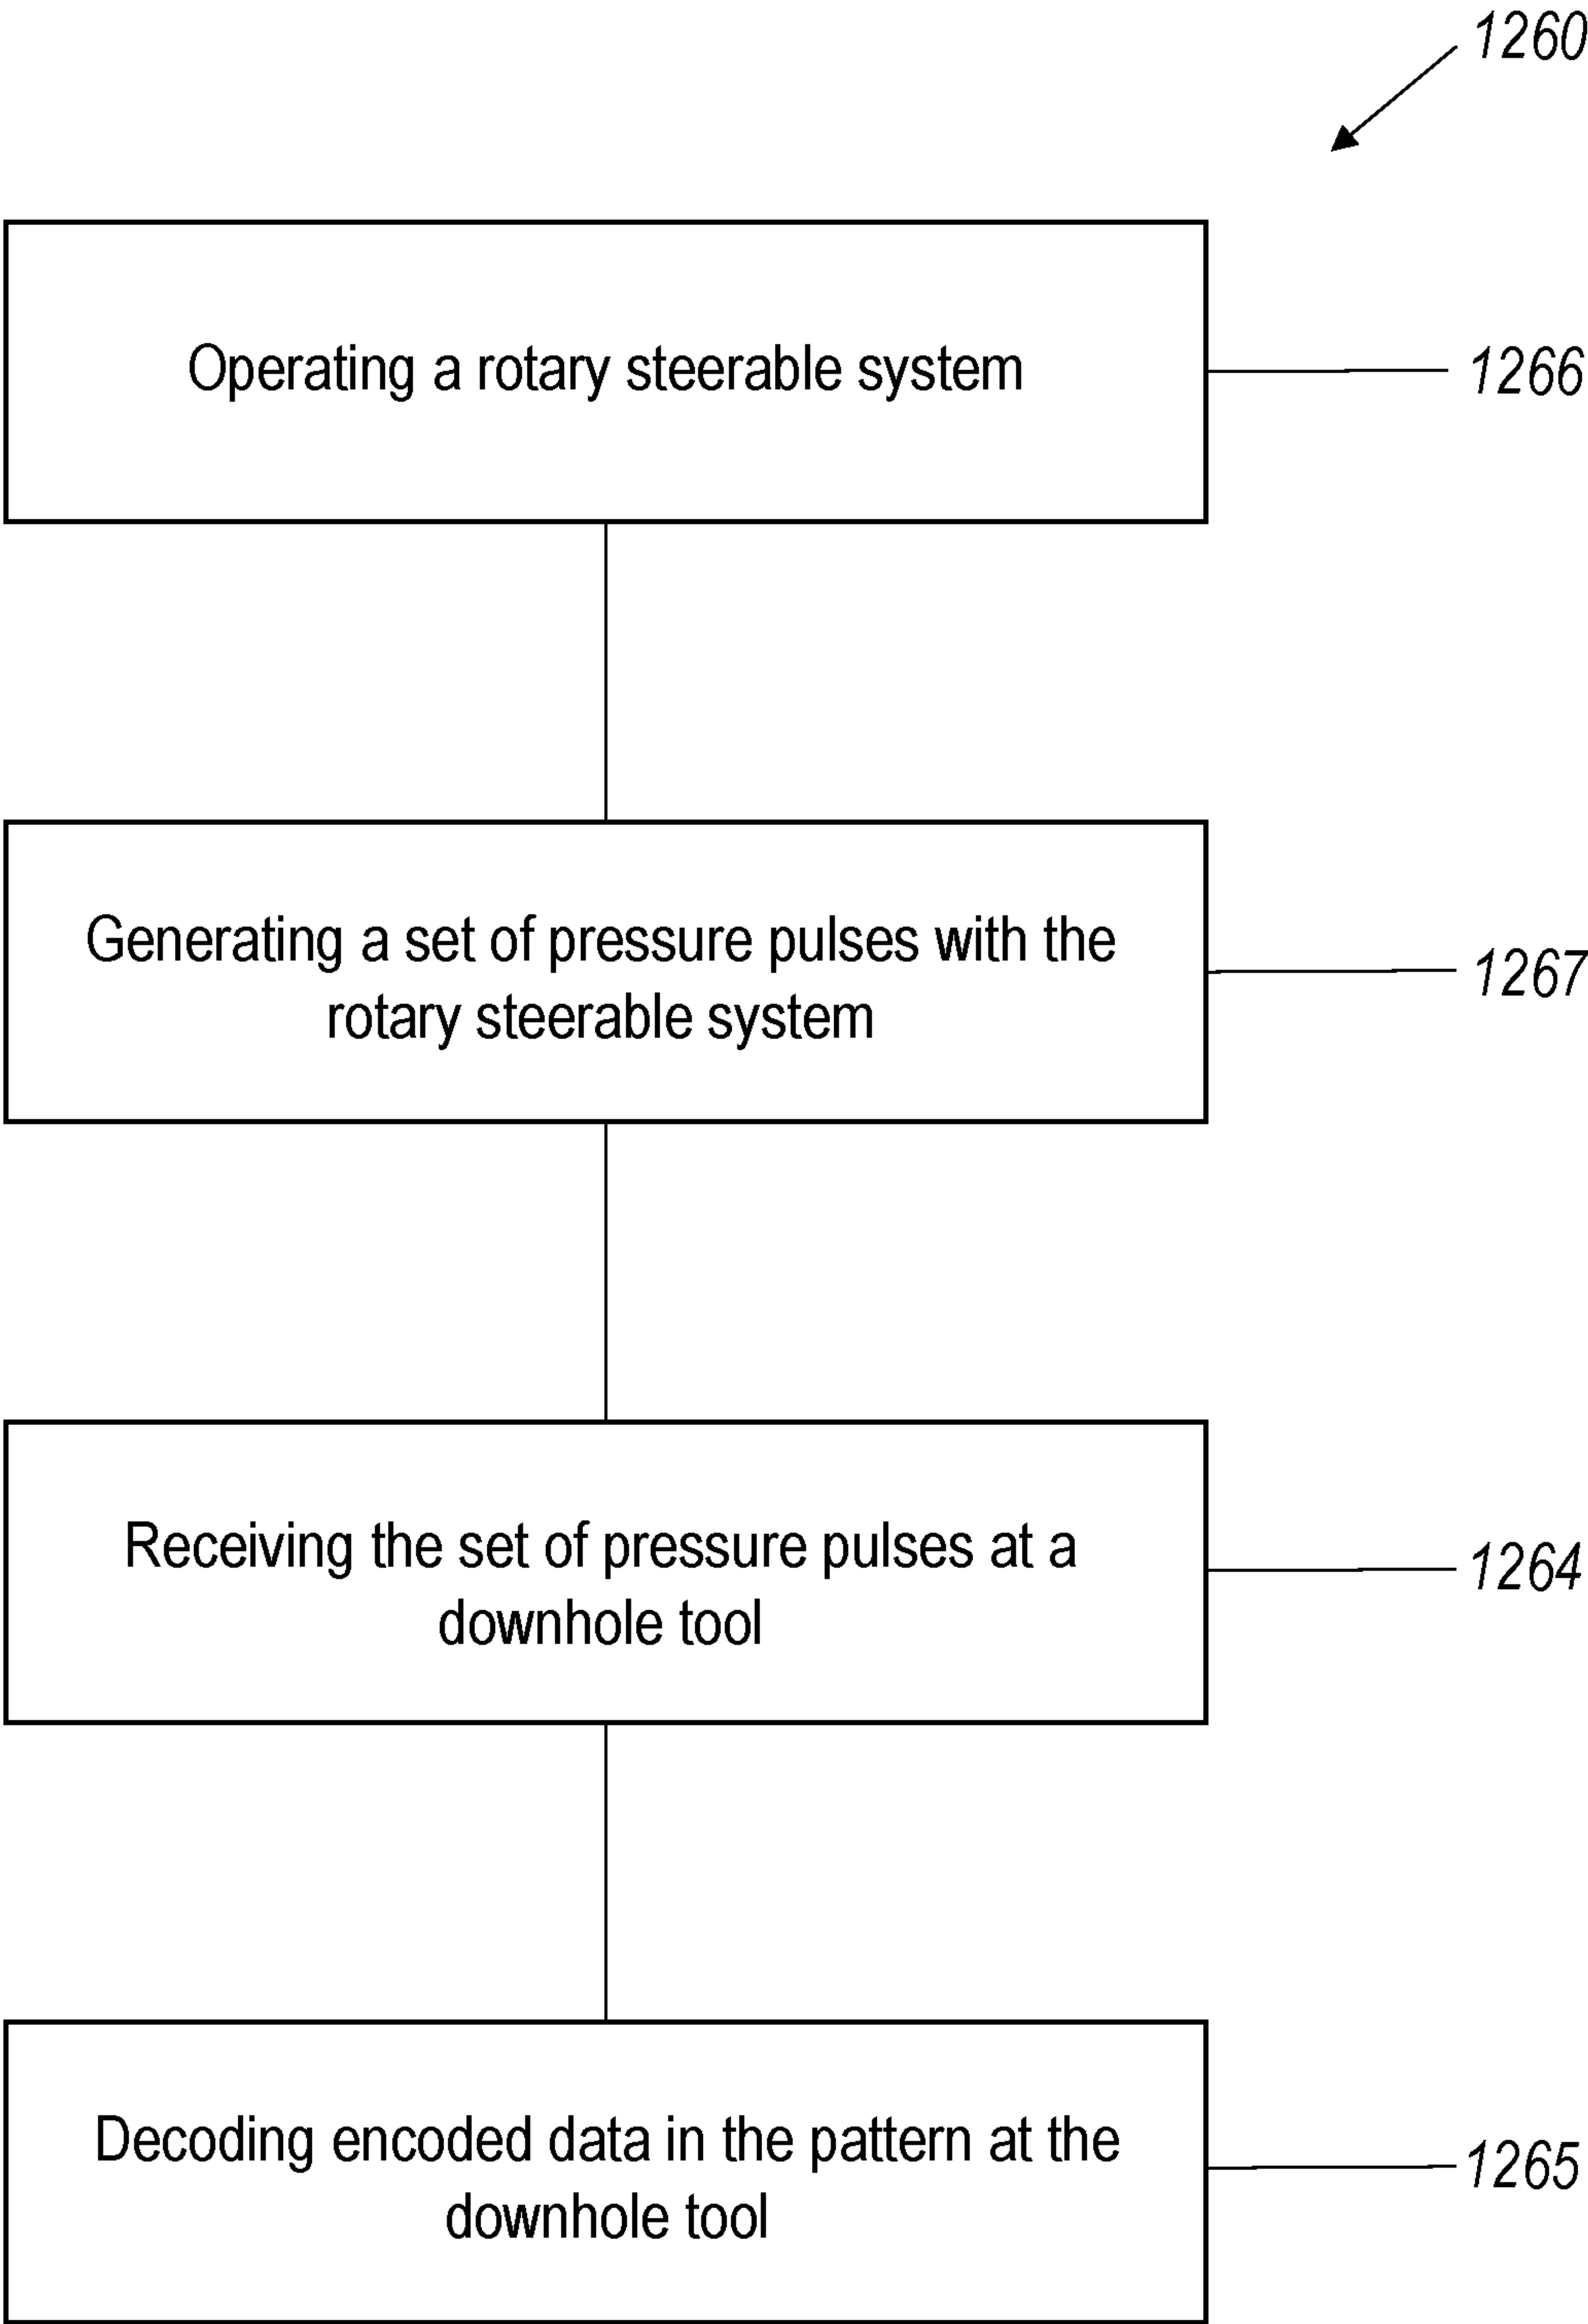 1260
Operating a rotary steerable system
1266
Generating a set of pressure pulses with the
rotary steerable system
1267
Receiving the set of pressure pulses at a
downhole tool
1264
Decoding encoded data in the pattern at the
downhole tool
1265